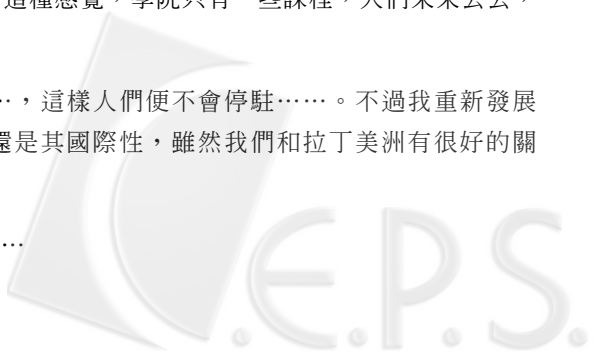 這種感覺，學院只有一些課程，人們來來去去，
…，這樣人們便不會停駐……。不過我重新發展
還是其國際性，雖然我們和拉丁美洲有很好的關
…
C.E.P.S.